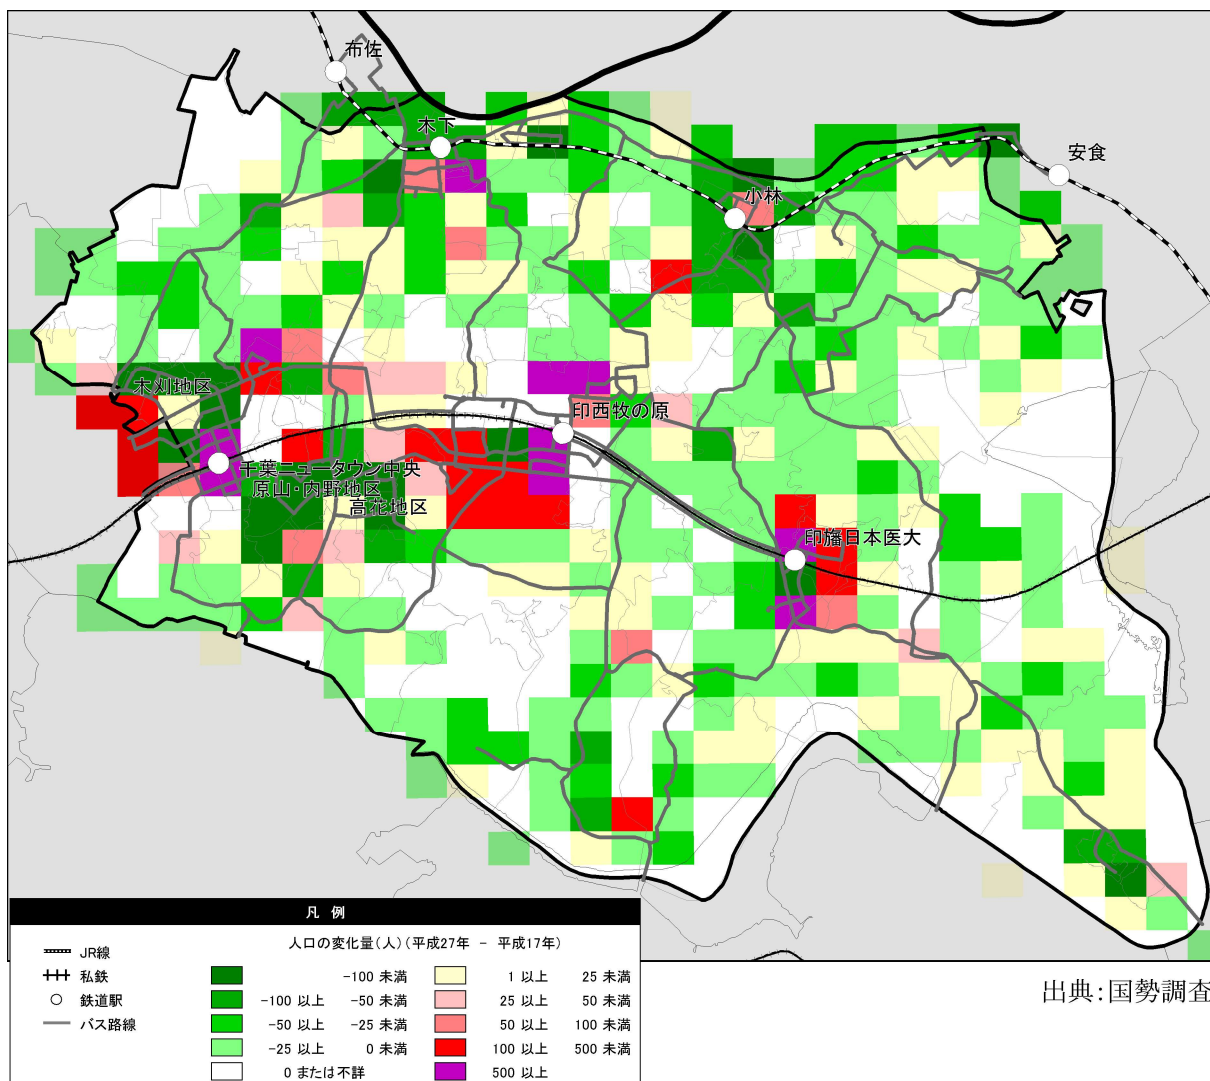 布佐
木下
安食
小林
木刈地区
印西牧の原
千葉ニュータウン中央
原山・内野地区
高花地区
印旛日本医大
凡 例
人口の変化量(人)(平成27年 － 平成17年)
JR線
私鉄
鉄道駅
バス路線
-100 未満
-100 以上 -50 未満
-50 以上 -25 未満
-25 以上 0 未満
0 または不詳
1 以上 25 未満
25 以上 50 未満
50 以上 100 未満
100 以上 500 未満
500 以上
出典:国勢調査